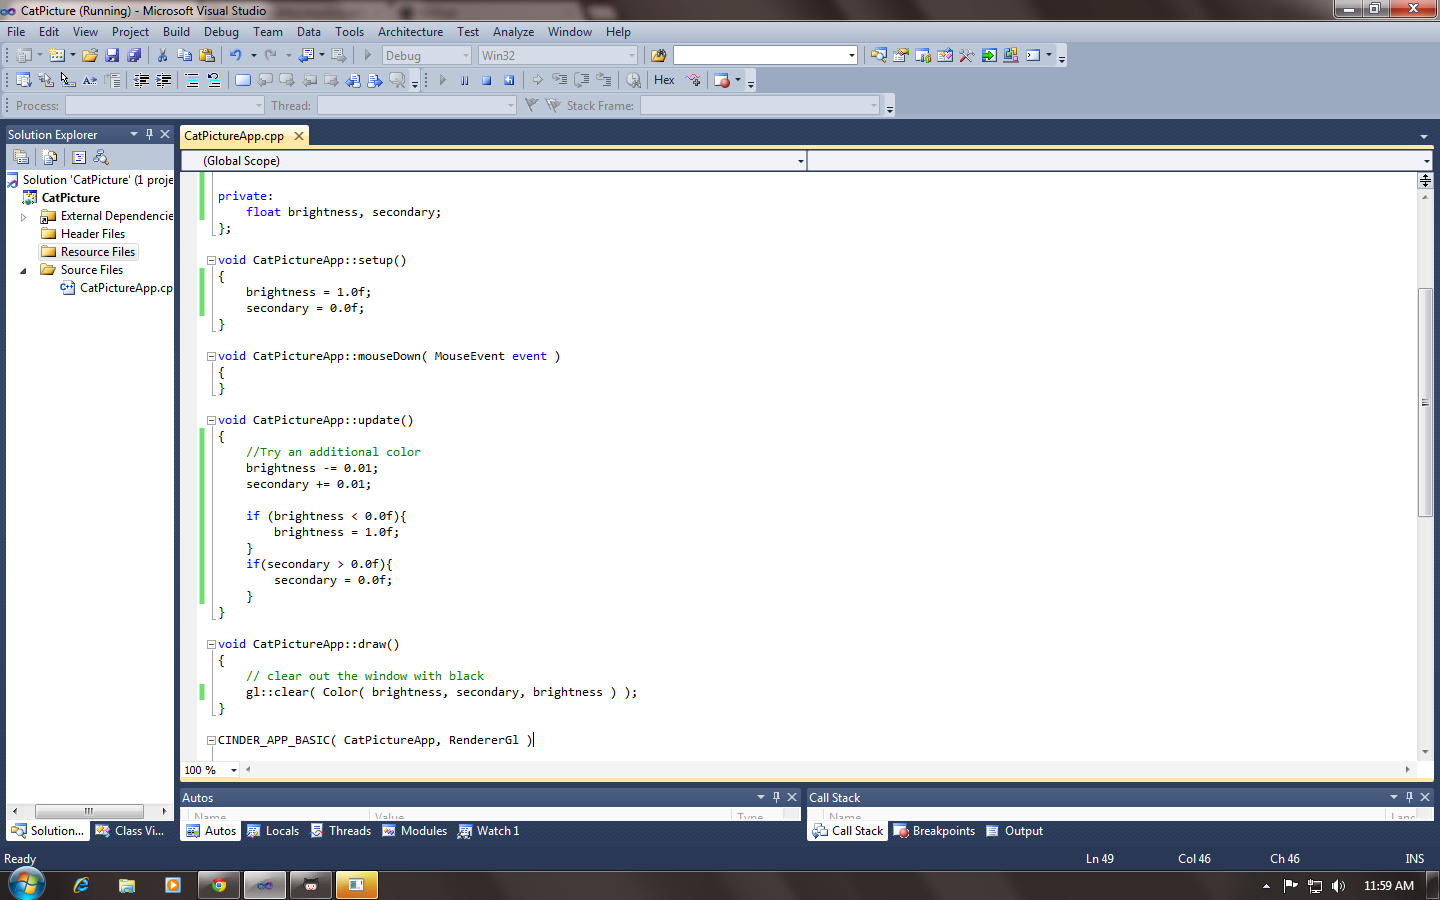 CatPicture (Running) - Microsoft Visual Studio
File Edit View Project Build Debug Team Data Tools Architecture Test Analyze Window Help
Debug Win32
Hex
Process: Thread: Stack Frame:
Solution Explorer
CatPictureApp.cpp
(Global Scope)
Solution 'CatPicture' (1 proje
CatPicture
External Dependencie
Header Files
Resource Files
Source Files
CatPictureApp.cp
private:
float brightness, secondary;
};
void CatPictureApp::setup()
{
brightness = 1.0f;
secondary = 0.0f;
}
void CatPictureApp::mouseDown( MouseEvent event )
{
}
void CatPictureApp::update()
{
//Try an additional color
brightness -= 0.01;
secondary += 0.01;
if (brightness < 0.0f){
brightness = 1.0f;
}
if(secondary > 0.0f){
secondary = 0.0f;
}
}
void CatPictureApp::draw()
{
// clear out the window with black
gl::clear( Color( brightness, secondary, brightness ) );
}
CINDER_APP_BASIC( CatPictureApp, RendererGl )
100 %
Autos
Name Value Type
Call Stack
Name Lang
Solution... Class Vi...
Autos Locals Threads Modules Watch 1
Call Stack Breakpoints Output
Ready Ln 49 Col 46 Ch 46 INS
11:59 AM